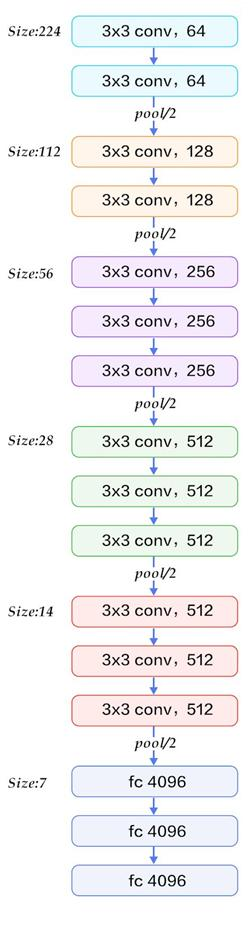 Size:224 3x3 conv, 64
3x3 conv, 64
pool/2
Size:112 3x3 conv, 128
3x3 conv, 128
pool/2
Size:56 3x3 conv, 256
3x3 conv, 256
3x3 conv, 256
pool/2
Size:28 3x3 conv, 512
3x3 conv, 512
3x3 conv, 512
pool/2
Size:14 3x3 conv, 512
3x3 conv, 512
3x3 conv, 512
pool/2
Size:7 fc 4096
fc 4096
fc 4096